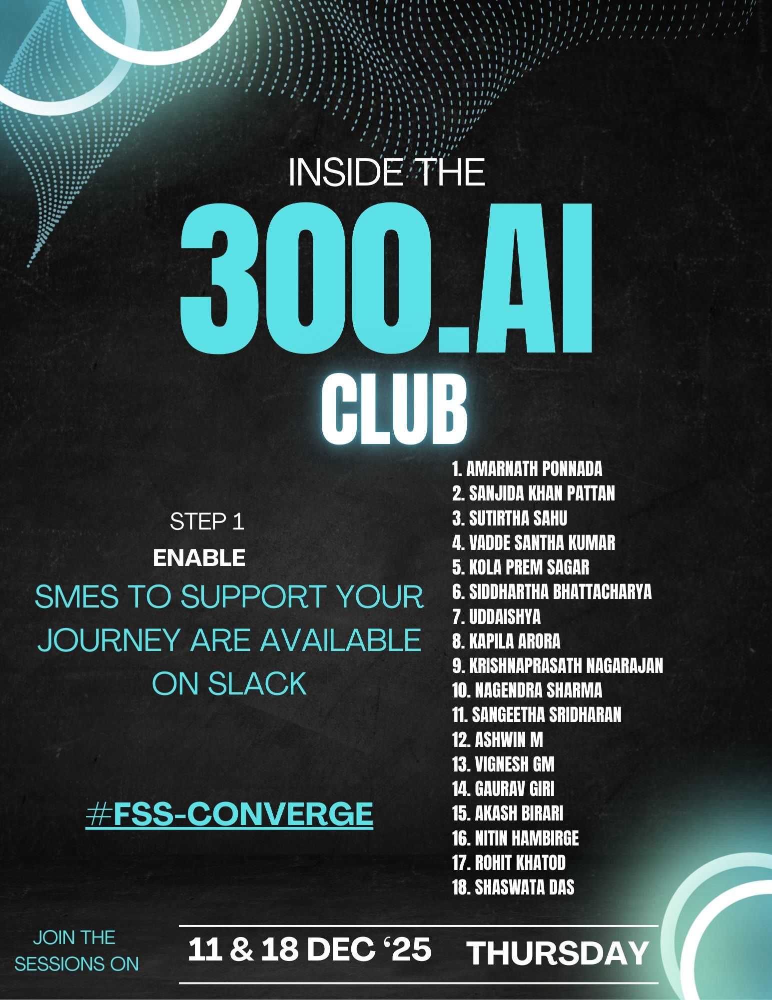 INSIDE THE
300.AI
CLUB
STEP 1
ENABLE
SMES TO SUPPORT YOUR
JOURNEY ARE AVAILABLE
ON SLACK
#FSS-CONVERGE
1. AMARNATH PONNADA
2. SANJIDA KHAN PATTAN
3. SUTIRTHA SAHU
4. VADDE SANTHA KUMAR
5. KOLA PREM SAGAR
6. SIDDHARTHA BHATTACHARYA
7. UDDAISHYA
8. KAPILA ARORA
9. KRISHNAPRASATH NAGARAJAN
10. NAGENDRA SHARMA
11. SANGEETHA SRIDHARAN
12. ASHWIN M
13. VIGNESH GM
14. GAURAV GIRI
15. AKASH BIRARI
16. NITIN HAMBIRGE
17. ROHIT KHATOD
18. SHASWATA DAS
JOIN THE
SESSIONS ON
11 & 18 DEC ‘25 THURSDAY